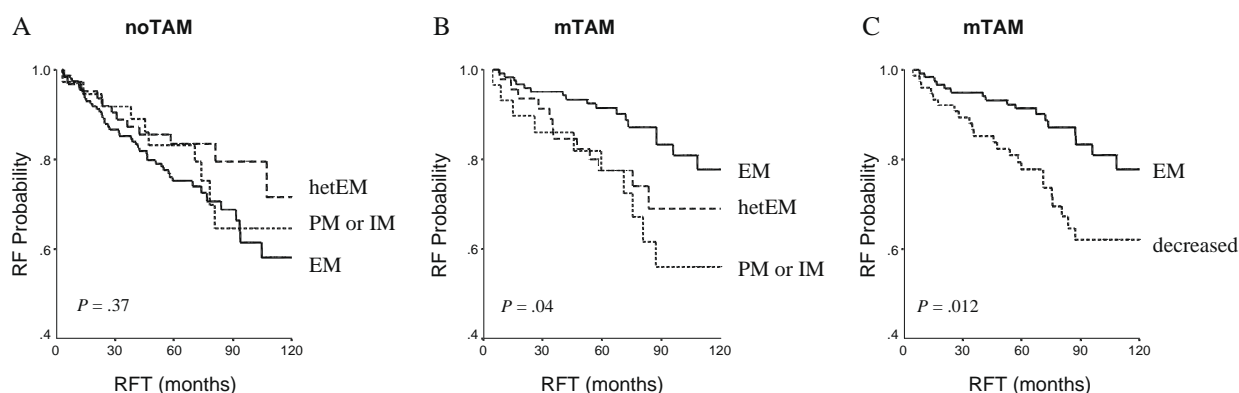 A
noTAM
1.0
.8
.6
.4
RF Probability
hetEM
PM or IM
EM
P = .37
0
30
60
90
120
RFT (months)
B
mTAM
1.0
.8
.6
.4
RF Probability
EM
hetEM
PM or IM
P = .04
0
30
60
90
120
RFT (months)
C
mTAM
1.0
.8
.6
.4
RF Probability
EM
decreased
P = .012
0
30
60
90
120
RFT (months)